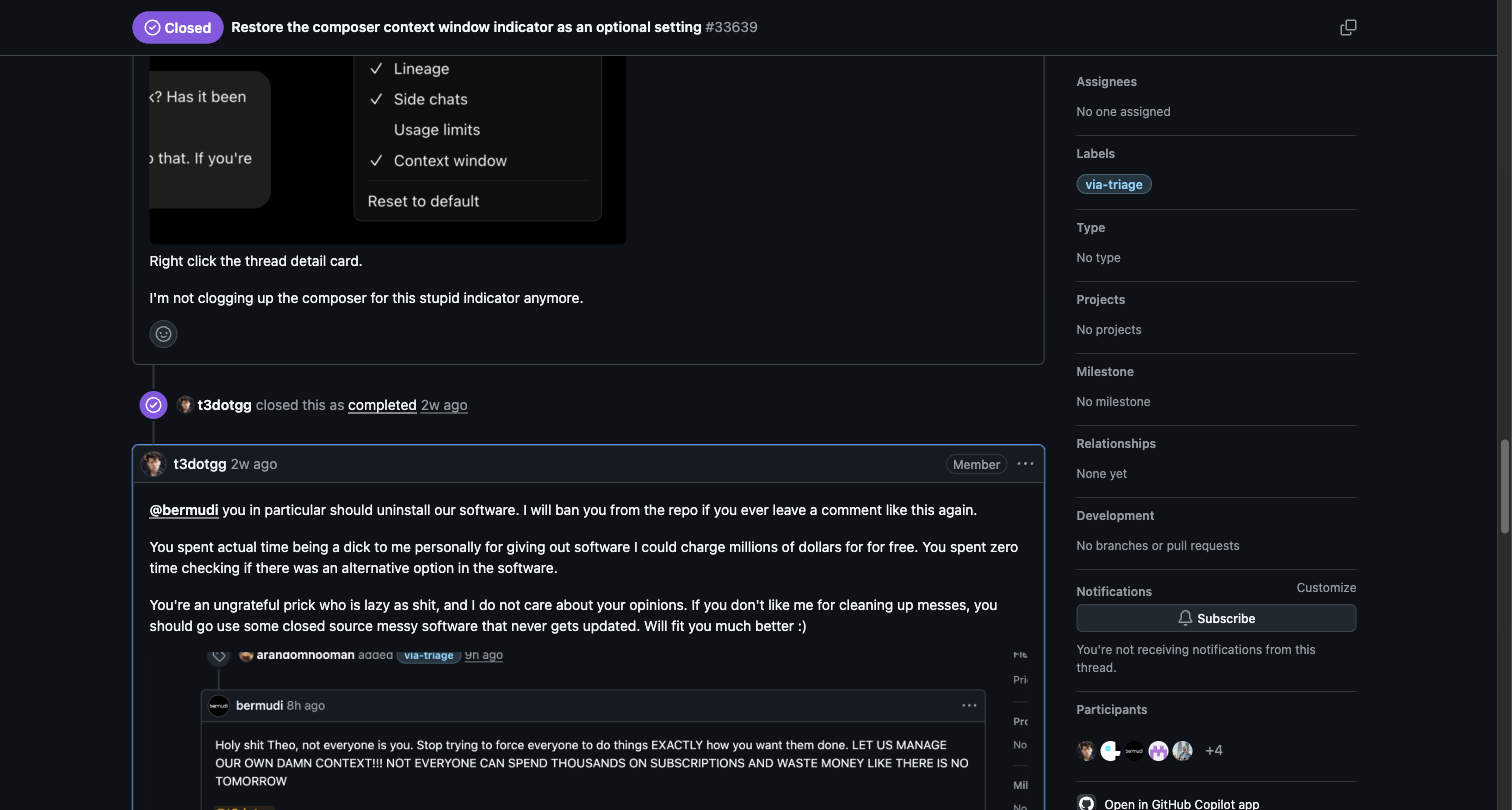 Closed Restore the composer context window indicator as an optional setting #33639
? Has it been
that. If you're
Lineage
Side chats
Usage limits
Context window
Reset to default
Right click the thread detail card.
I'm not clogging up the composer for this stupid indicator anymore.
t3dotgg closed this as completed 2w ago
t3dotgg 2w ago
Member
@bermudi you in particular should uninstall our software. I will ban you from the repo if you ever leave a comment like this again.
You spent actual time being a dick to me personally for giving out software I could charge millions of dollars for for free. You spent zero
time checking if there was an alternative option in the software.
You're an ungrateful prick who is lazy as shit, and I do not care about your opinions. If you don't like me for cleaning up messes, you
should go use some closed source messy software that never gets updated. Will fit you much better :)
arandomnooman added via-triage 9h ago
bermudi 8h ago
Holy shit Theo, not everyone is you. Stop trying to force everyone to do things EXACTLY how you want them done. LET US MANAGE
OUR OWN DAMN CONTEXT!!! NOT EVERYONE CAN SPEND THOUSANDS ON SUBSCRIPTIONS AND WASTE MONEY LIKE THERE IS NO
TOMORROW
Pri
Pro
No
Mil
No
Assignees
No one assigned
Labels
via-triage
Type
No type
Projects
No projects
Milestone
No milestone
Relationships
None yet
Development
No branches or pull requests
Notifications
Customize
Subscribe
You're not receiving notifications from this
thread.
Participants
+4
Open in GitHub Copilot app